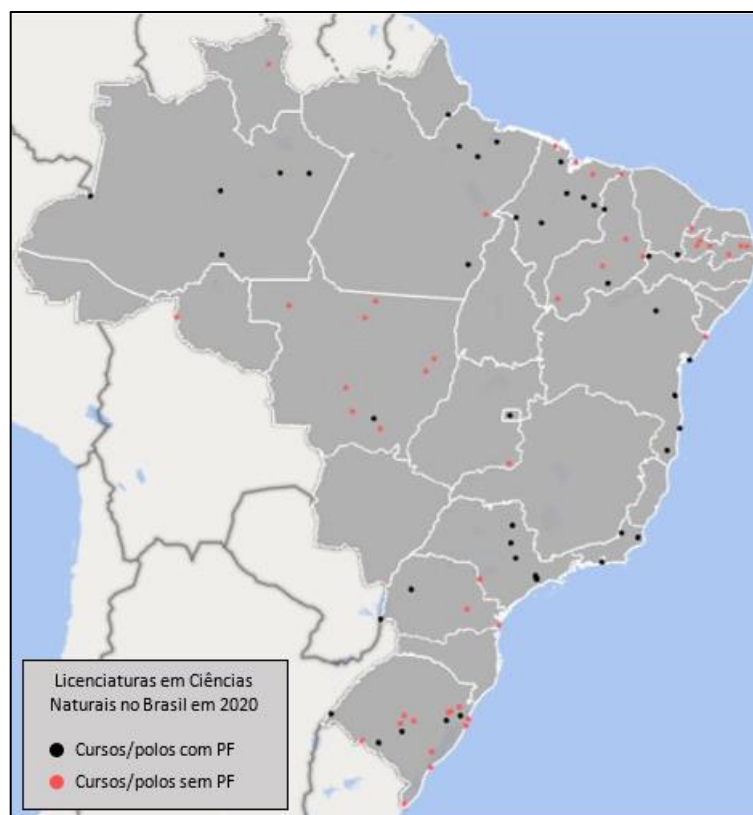 Licenciaturas em Ciências
Naturais no Brasil em 2020
Cursos/polos com PF
Cursos/polos sem PF